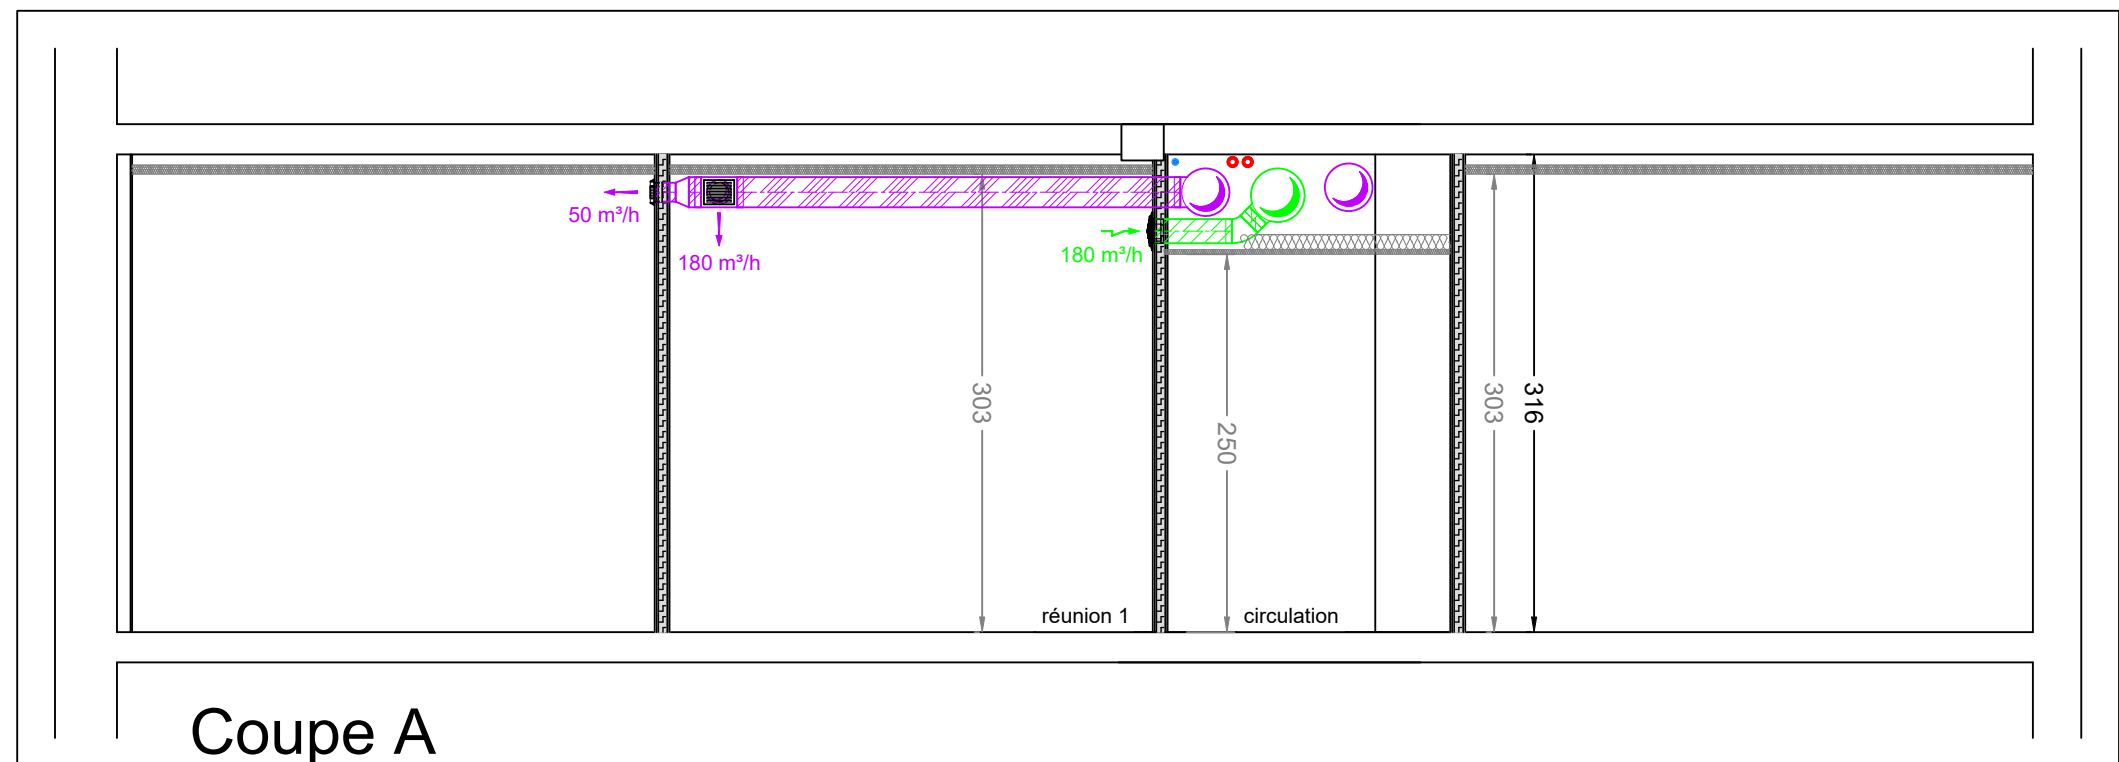 50 m³/h
180 m³/h
180 m³/h
303
250
303
316
réunion 1
circulation
Coupe A